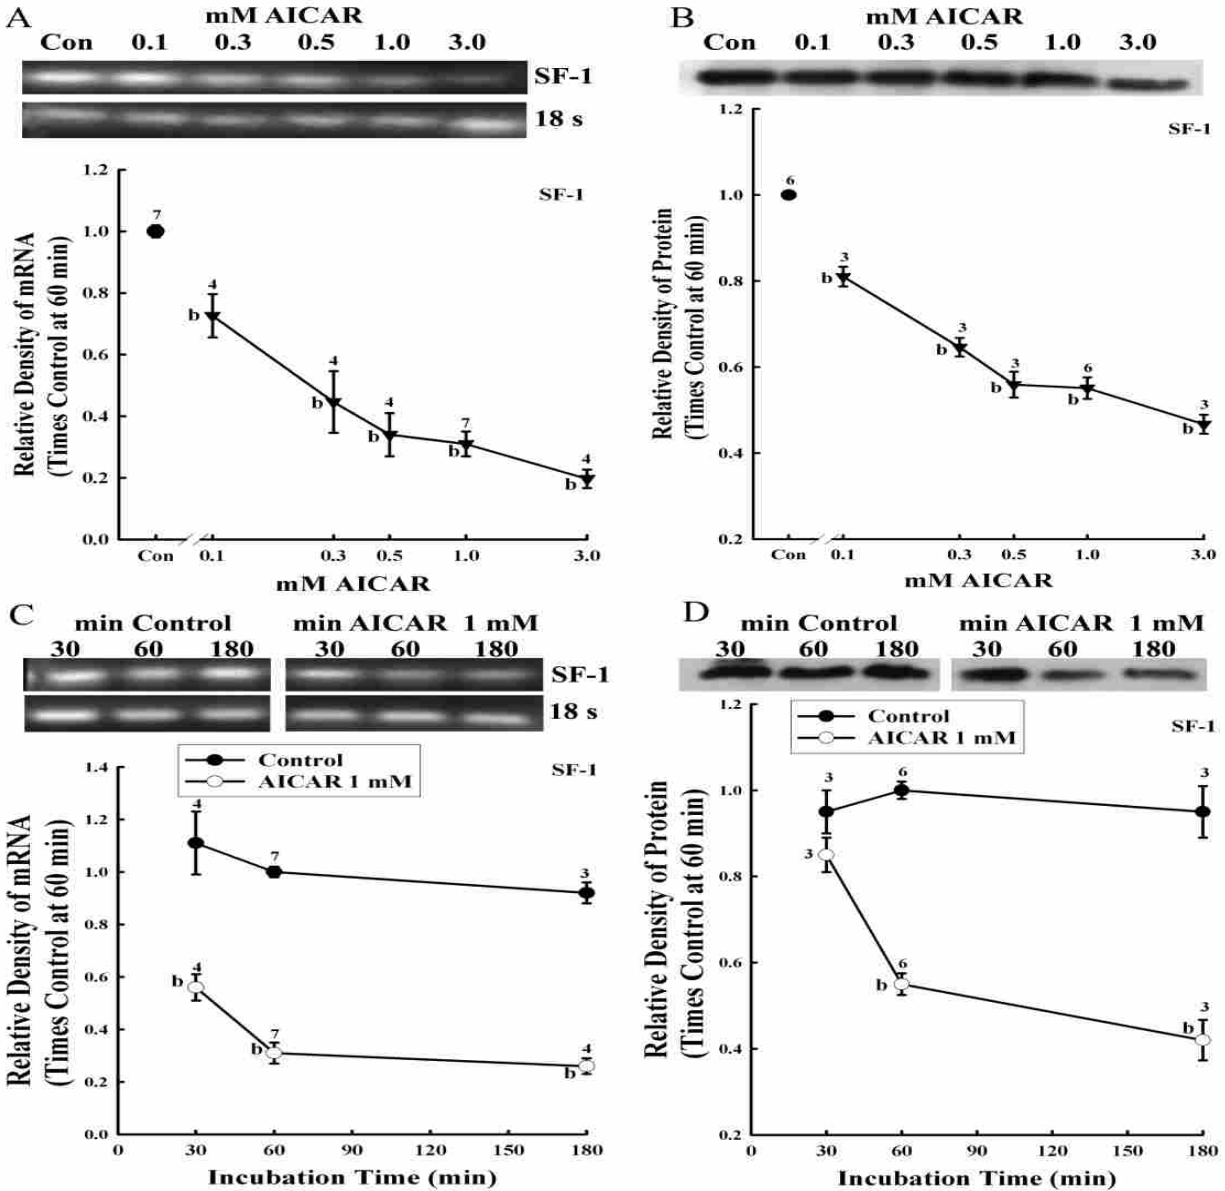 A
mM AICAR
Con 0.1 0.3 0.5 1.0 3.0
SF-1
18 s
SF-1
Relative Density of mRNA
(Times Control at 60 min)
1.2
1.0
0.8
0.6
0.4
0.2
0.0
7
4
b
4
b
4
b
7
b
4
b
Con 0.1 0.3 0.5 1.0 3.0
mM AICAR
B
mM AICAR
Con 0.1 0.3 0.5 1.0 3.0
SF-1
Relative Density of Protein
(Times Control at 60 min)
1.2
1.0
0.8
0.6
0.4
0.2
6
3
b
3
b
3
b
6
b
3
b
Con 0.1 0.3 0.5 1.0 3.0
mM AICAR
C
min Control min AICAR 1 mM
30 60 180 30 60 180
SF-1
18 s
Control
AICAR 1 mM
SF-1
Relative Density of mRNA
(Times Control at 60 min)
1.4
1.2
1.0
0.8
0.6
0.4
0.2
0.0
4
7
3
4
b
7
b
4
b
0 30 60 90 120 150 180
Incubation Time (min)
D
min Control min AICAR 1 mM
30 60 180 30 60 180
Control
AICAR 1 mM
SF-1
Relative Density of Protein
(Times Control at 60 min)
1.2
1.0
0.8
0.6
0.4
0.2
3
6
3
3
6
b
3
b
0 30 60 90 120 150 180
Incubation Time (min)